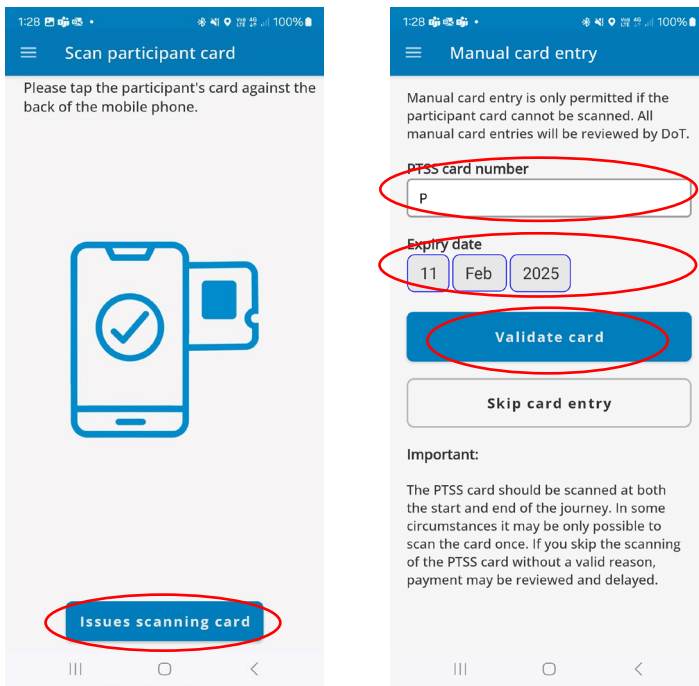 1:28
100%
Scan participant card
Please tap the participant's card against the
back of the mobile phone.
Issues scanning card
1:28
100%
Manual card entry
Manual card entry is only permitted if the
participant card cannot be scanned. All
manual card entries will be reviewed by DoT.
PTSS card number
P
Expiry date
11 Feb 2025
Validate card
Skip card entry
Important:
The PTSS card should be scanned at both
the start and end of the journey. In some
circumstances it may be only possible to
scan the card once. If you skip the scanning
of the PTSS card without a valid reason,
payment may be reviewed and delayed.